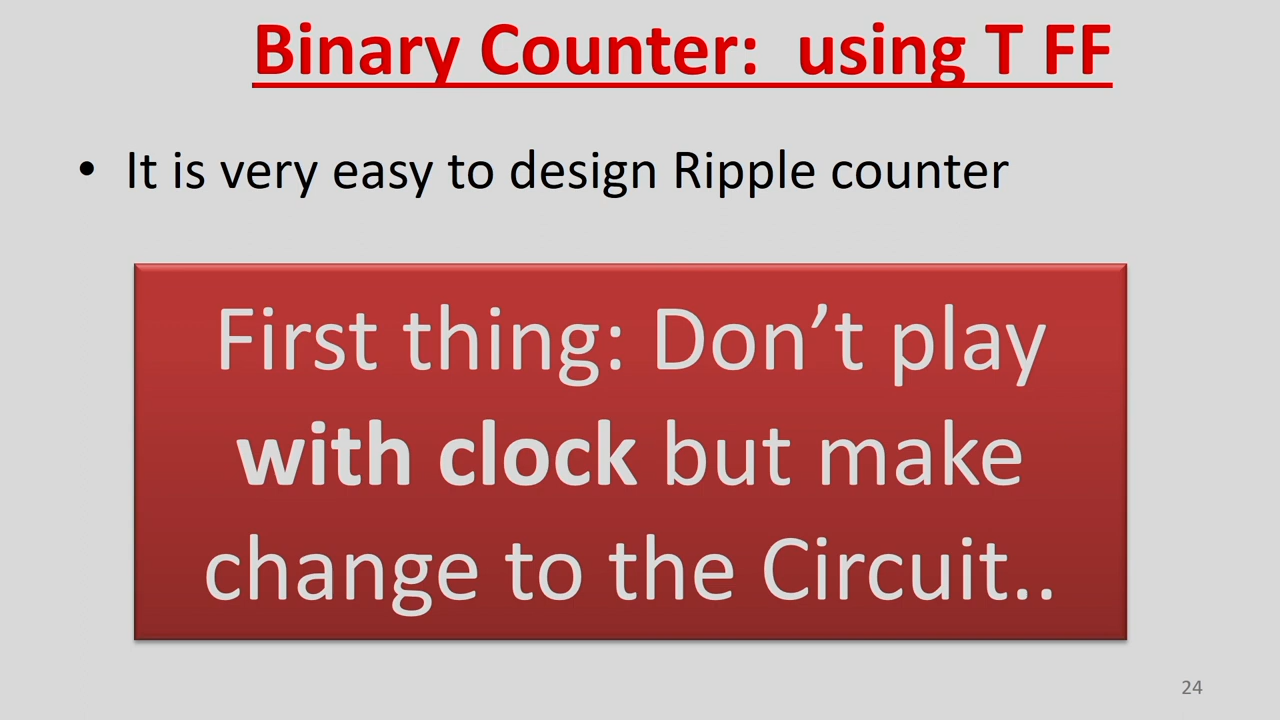 Binary Counter:  using T FF
• It is very easy to design Ripple counter
First thing: Don’t play
with clock but make
change to the Circuit..
24